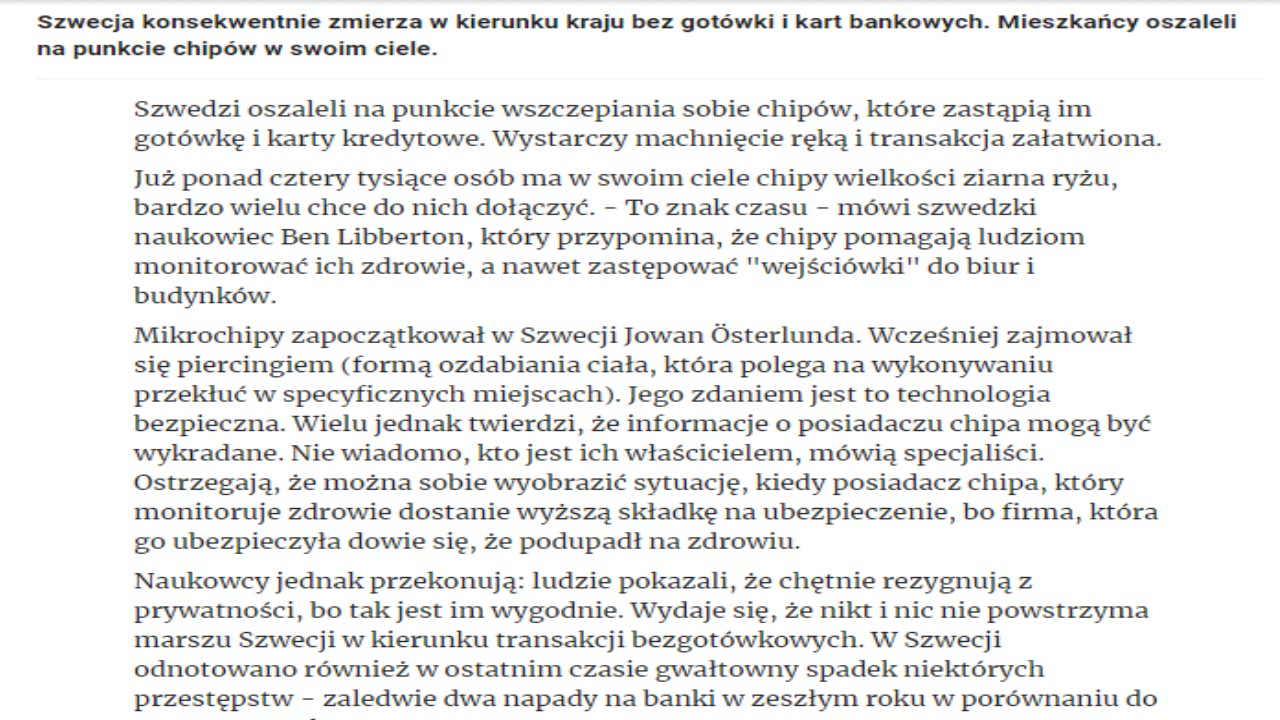 Szwecja konsekwentnie zmierza w kierunku kraju bez gotówki i kart bankowych. Mieszkańcy oszaleli
na punkcie chipów w swoim ciele.
Szwedzi oszaleli na punkcie wszczepiania sobie chipów, które zastąpią im
gotówkę i karty kredytowe. Wystarczy machnięcie ręką i transakcja załatwiona.
Już ponad cztery tysiące osób ma w swoim ciele chipy wielkości ziarna ryżu,
bardzo wielu chce do nich dołączyć. – To znak czasu – mówi szwedzki
naukowiec Ben Libberton, który przypomina, że chipy pomagają ludziom
monitorować ich zdrowie, a nawet zastępować "wejściówki" do biur i
budynków.
Mikrochipy zapoczątkował w Szwecji Jowan Österlunda. Wcześniej zajmował
się piercingiem (formą ozdabiania ciała, która polega na wykonywaniu
przekłuć w specyficznych miejscach). Jego zdaniem jest to technologia
bezpieczna. Wielu jednak twierdzi, że informacje o posiadaczu chipa mogą być
wykradane. Nie wiadomo, kto jest ich właścicielem, mówią specjaliści.
Ostrzegają, że można sobie wyobrazić sytuację, kiedy posiadacz chipa, który
monitoruje zdrowie dostanie wyższą składkę na ubezpieczenie, bo firma, która
go ubezpieczyła dowie się, że podupadł na zdrowiu.
Naukowcy jednak przekonują: ludzie pokazali, że chętnie rezygnują z
prywatności, bo tak jest im wygodnie. Wydaje się, że nikt i nic nie powstrzyma
marszu Szwecji w kierunku transakcji bezgotówkowych. W Szwecji
odnotowano również w ostatnim czasie gwałtowny spadek niektórych
przestępstw – zaledwie dwa napady na banki w zeszłym roku w porównaniu do